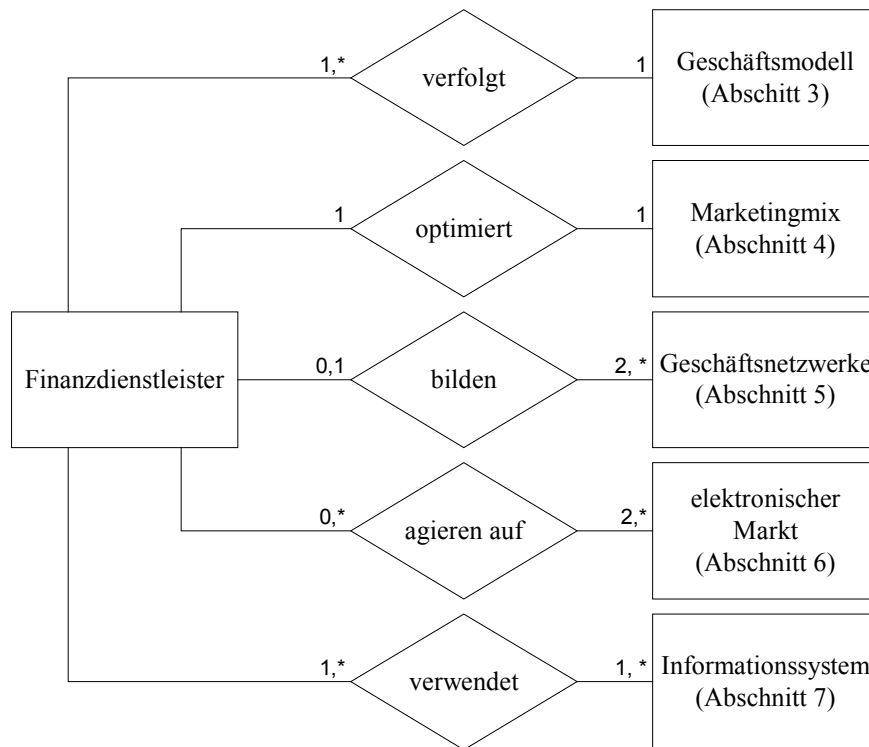 1,*
verfolgt
1
Geschäftsmodell
(Abschitt 3)
1
optimiert
1
Marketingmix
(Abschnitt 4)
Finanzdienstleister
0,1
bilden
2, *
Geschäftsnetzwerke
(Abschnitt 5)
0,*
agieren auf
2,*
elektronischer
Markt
(Abschnitt 6)
1,*
verwendet
1, *
Informationssystem
(Abschnitt 7)